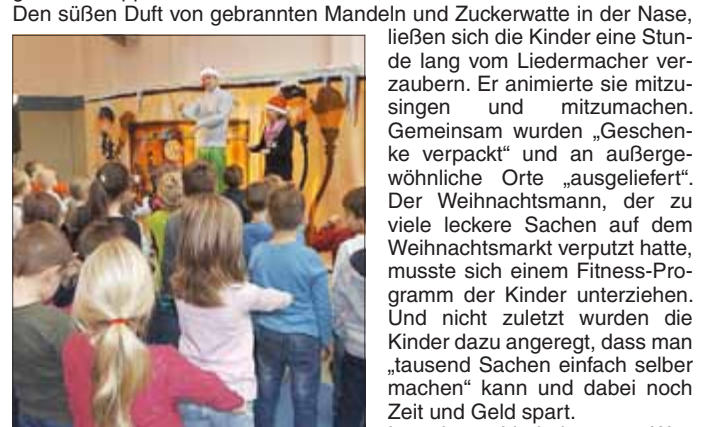 Den süßen Duft von gebrannten Mandeln und Zuckerwatte in der Nase,
ließen sich die Kinder eine Stun-
de lang vom Liedermacher ver-
zaubern. Er animierte sie mitzu-
singen und mitzumachen.
Gemeinsam wurden „Geschen-
ke verpackt“ und an außerge-
wöhnliche Orte „ausgeliefert“.
Der Weihnachtsmann, der zu
viele leckere Sachen auf dem
Weihnachtsmarkt verputzt hatte,
musste sich einem Fitness-Pro-
gramm der Kinder unterziehen.
Und nicht zuletzt wurden die
Kinder dazu angeregt, dass man
„tausend Sachen einfach selber
machen“ kann und dabei noch
Zeit und Geld spart.